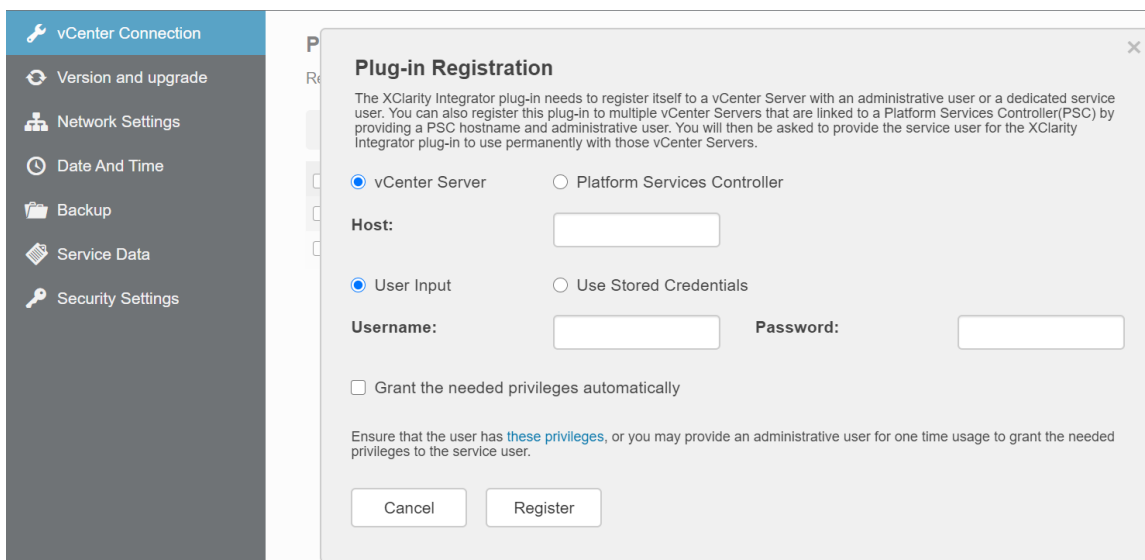 vCenter Connection
Version and upgrade
Network Settings
Date And Time
Backup
Service Data
Security Settings
P
Re
×
Plug-in Registration
The XClarity Integrator plug-in needs to register itself to a vCenter Server with an administrative user or a dedicated service
user. You can also register this plug-in to multiple vCenter Servers that are linked to a Platform Services Controller(PSC) by
providing a PSC hostname and administrative user. You will then be asked to provide the service user for the XClarity
Integrator plug-in to use permanently with those vCenter Servers.
vCenter Server Platform Services Controller
Host:
User Input Use Stored Credentials
Username: Password:
Grant the needed privileges automatically
Ensure that the user has these privileges, or you may provide an administrative user for one time usage to grant the needed
privileges to the service user.
Cancel Register